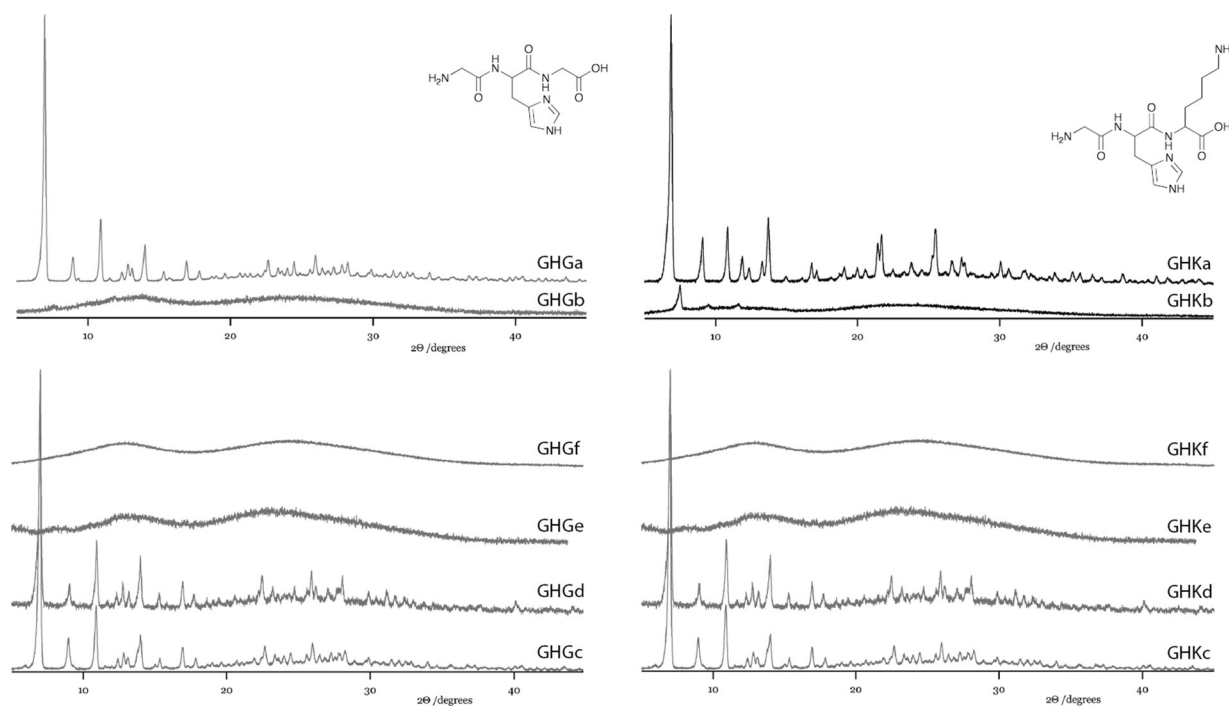 H
N
O
O
OH
H₂N
O
N
H
O
N
NH
GHGa
GHGb
10 20 30 40
2Θ /degrees
NH
H
N
O
O
OH
H₂N
O
N
H
O
N
NH
GHKa
GHKb
10 20 30 40
2Θ /degrees
GHGf
GHGe
GHGd
GHGc
10 20 30 40
2Θ /degrees
GHKf
GHKe
GHKd
GHKc
10 20 30 40
2Θ /degrees